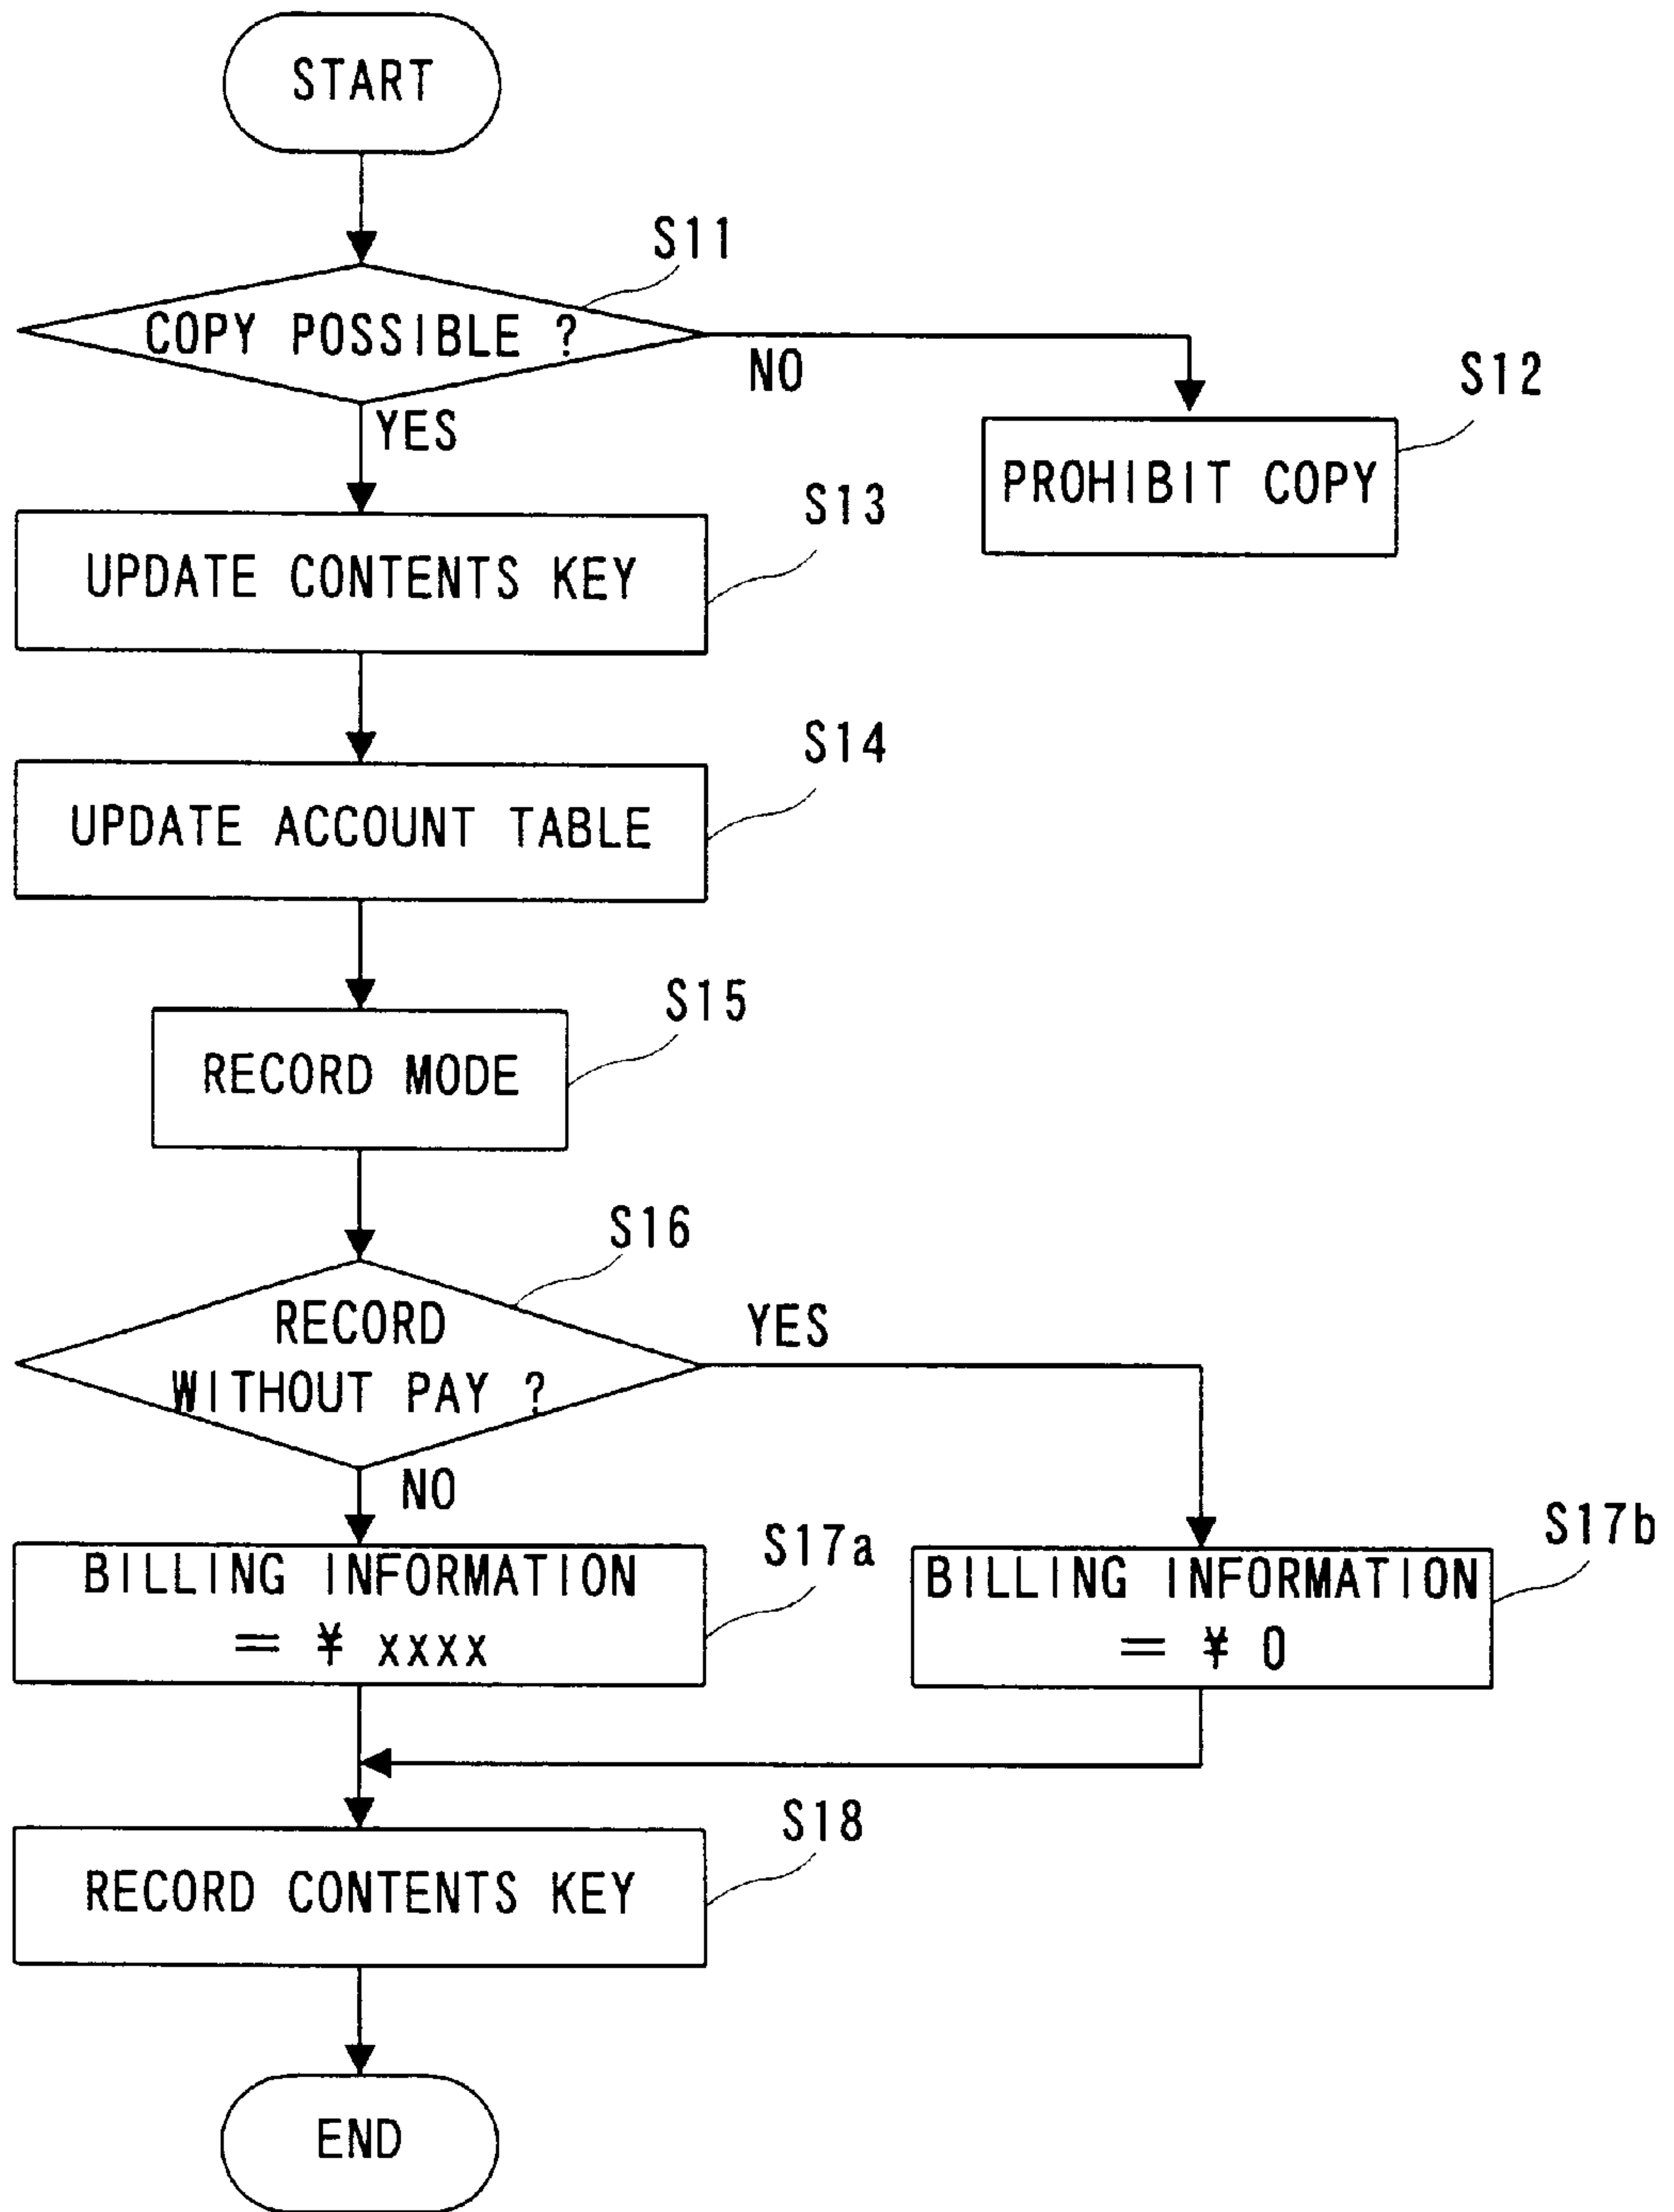 START
S11
COPY POSSIBLE ?
NO
YES
S12
PROHIBIT COPY
S13
UPDATE CONTENTS KEY
S14
UPDATE ACCOUNT TABLE
S15
RECORD MODE
S16
RECORD
WITHOUT PAY ?
YES
NO
S17a
BILLING INFORMATION
= ¥ xxxx
S17b
BILLING INFORMATION
= ¥ 0
S18
RECORD CONTENTS KEY
END